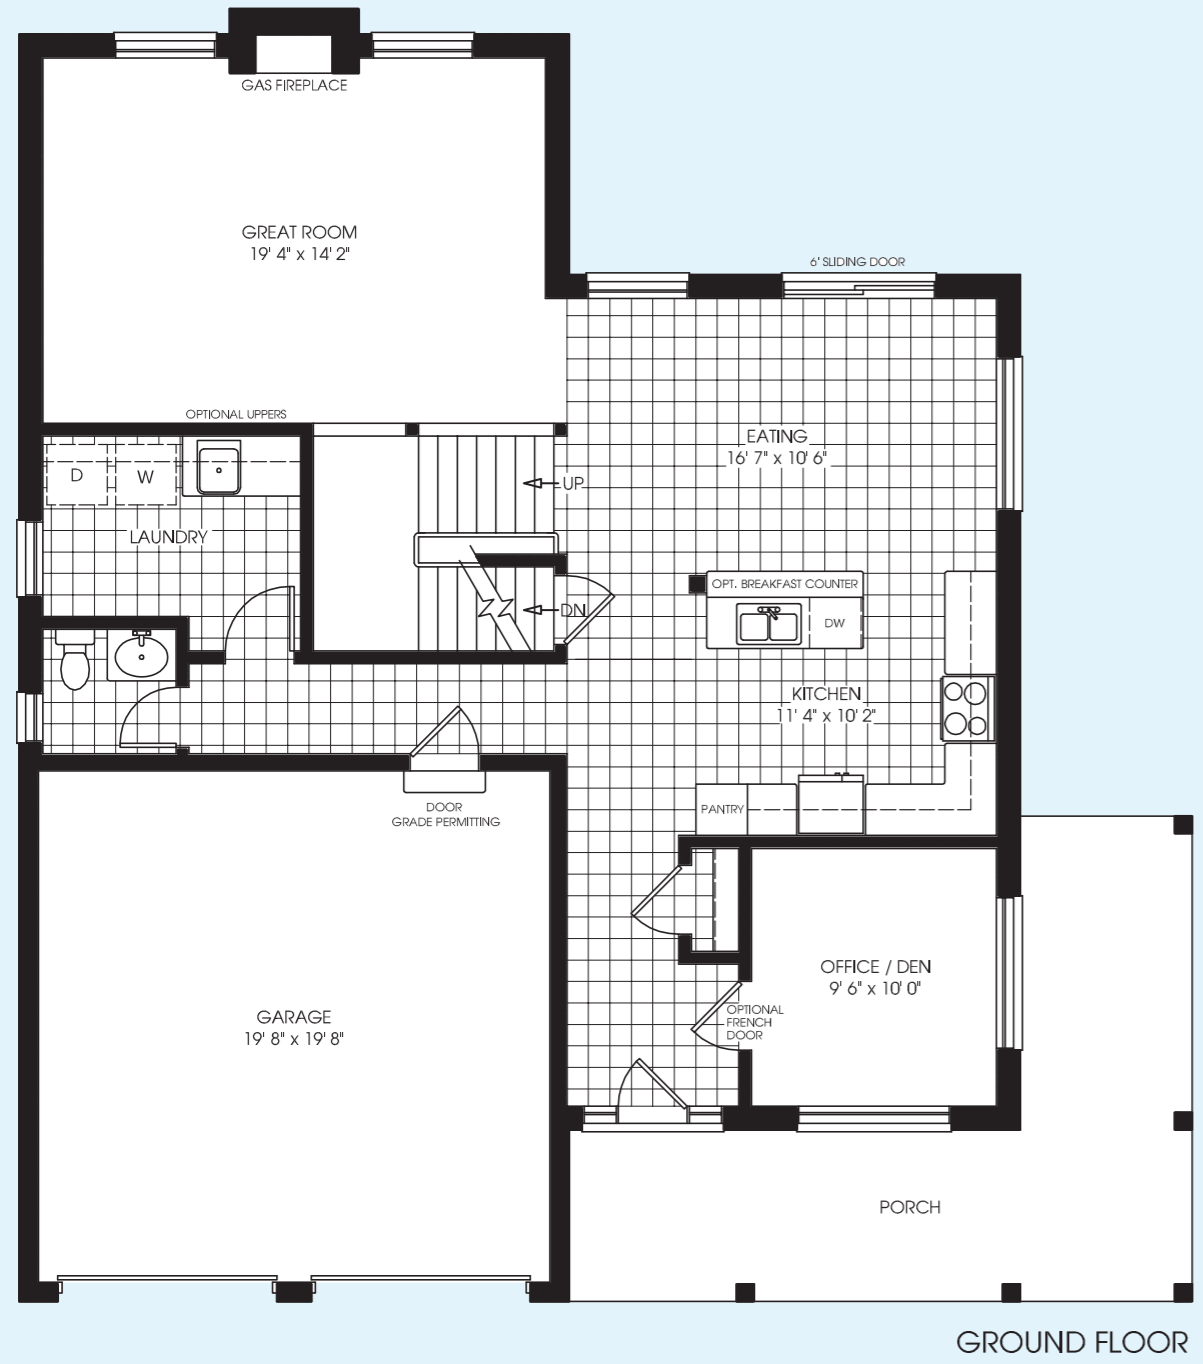 GAS FIREPLACE
GREAT ROOM
19' 4" x 14' 2"
6' SLIDING DOOR
OPTIONAL UPPERS
EATING
16' 7" x 10' 6"
D
W
UP
LAUNDRY
OPT. BREAKFAST COUNTER
DN
DW
KITCHEN
11' 4" x 10' 2"
DOOR
GRADE PERMITTING
PANTRY
OFFICE / DEN
9' 6" x 10' 0"
OPTIONAL
FRENCH
DOOR
GARAGE
19' 8" x 19' 8"
PORCH
GROUND FLOOR